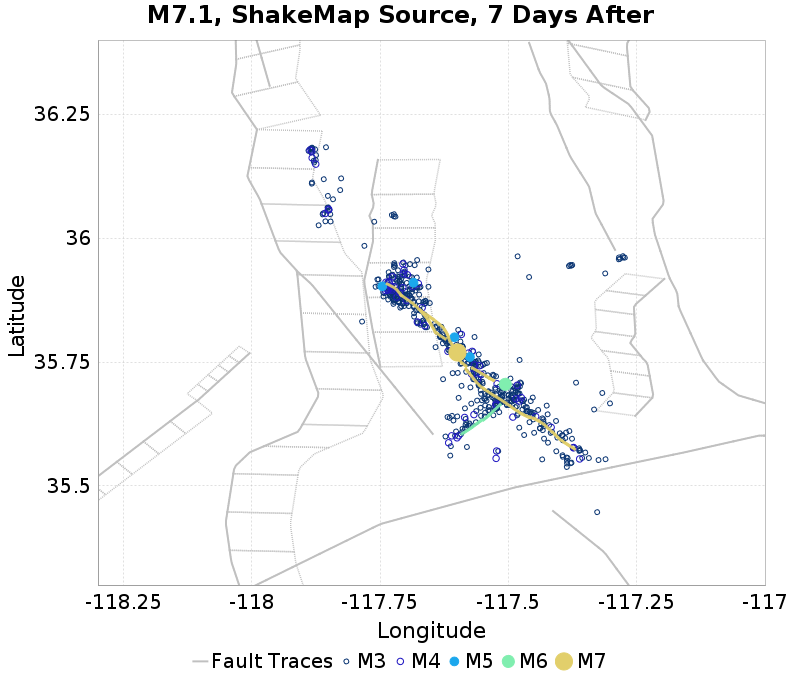 M7.1, ShakeMap Source, 7 Days After
36.25
36
35.75
35.5
Latitude
-118.25 -118 -117.75 -117.5 -117.25 -117
Longitude
Fault Traces M3 M4 M5 M6 M7